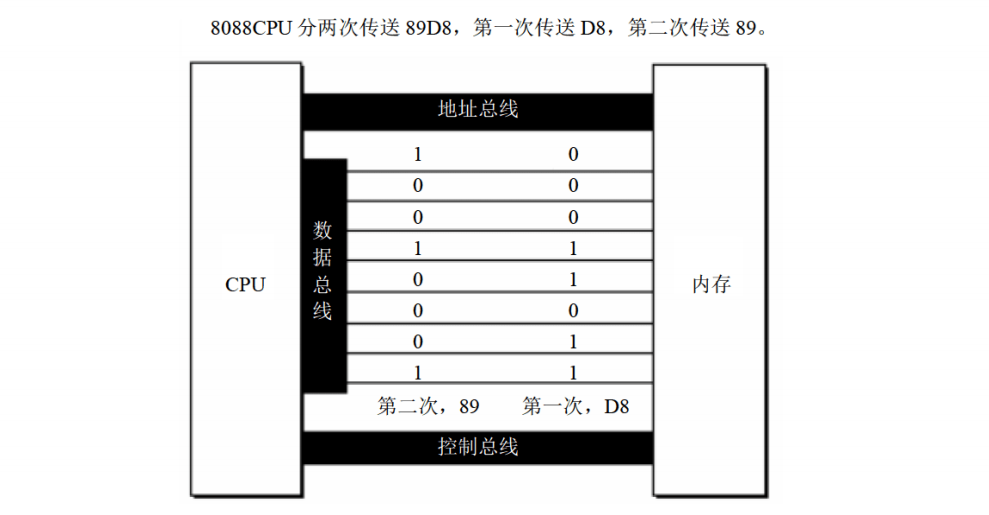 8088CPU 分两次传送 89D8，第一次传送 D8，第二次传送 89。
地址总线
1 0
0 0
0 0
1 1
0 1
0 0
0 1
1 1
数据总线
CPU
内存
第二次，89 第一次，D8
控制总线